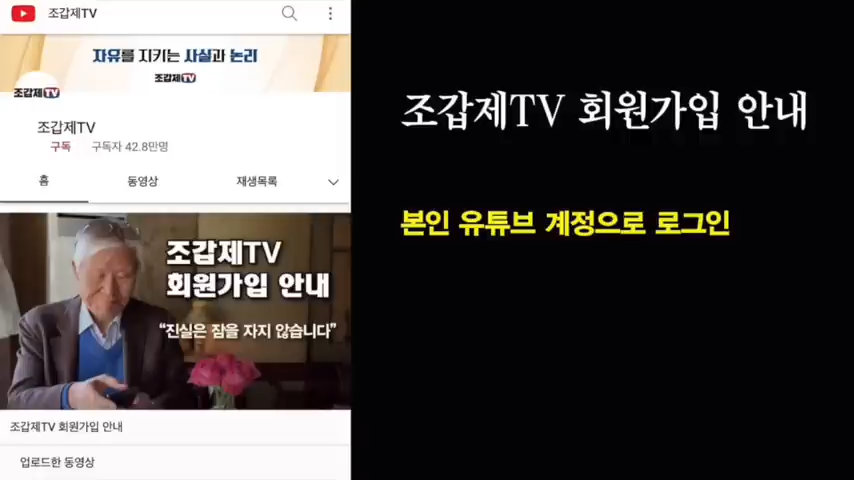 조갑제TV
자유를 지키는 사실과 논리
조갑제TV
조갑제TV
조갑제TV
구독 구독자 42.8만명
홈 동영상 재생목록
조갑제TV
회원가입 안내
“진실은 잠을 자지 않습니다”
조갑제TV 회원가입 안내
업로드한 동영상
조갑제TV 회원가입 안내
본인 유튜브 계정으로 로그인